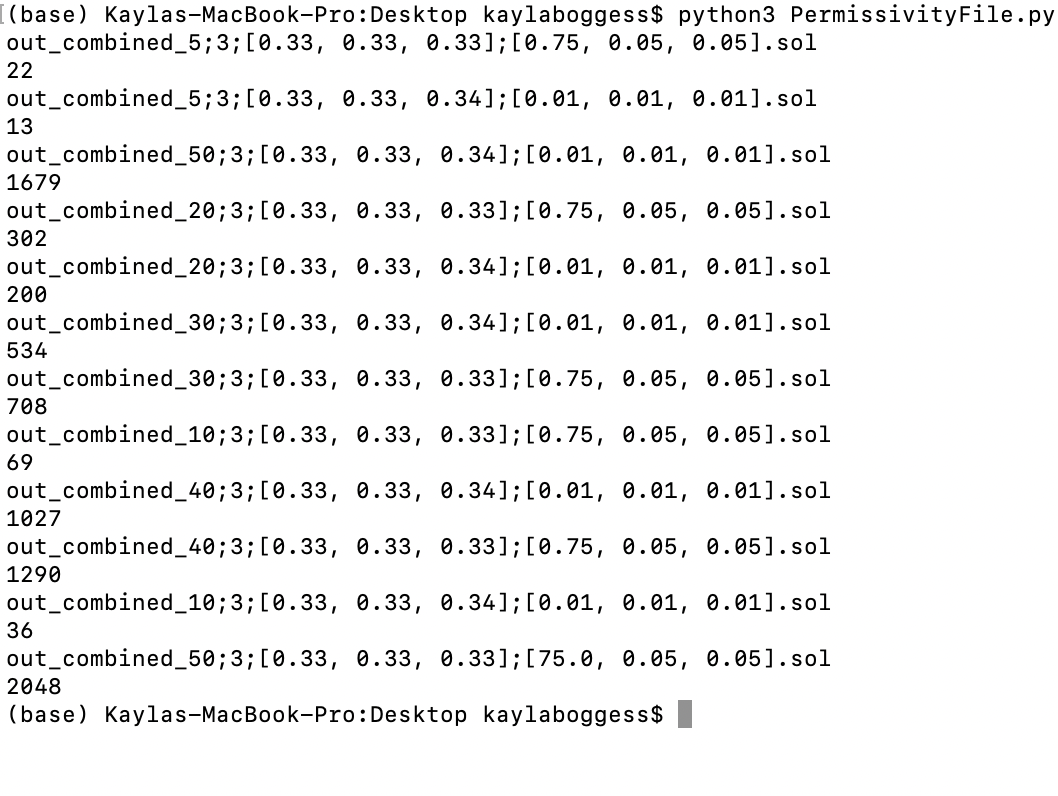 [(base) Kaylas-MacBook-Pro:Desktop kaylaboggess$ python3 PermissivityFile.py
out_combined_5;3;[0.33, 0.33, 0.33];[0.75, 0.05, 0.05].sol
22
out_combined_5;3;[0.33, 0.33, 0.34];[0.01, 0.01, 0.01].sol
13
out_combined_50;3;[0.33, 0.33, 0.34];[0.01, 0.01, 0.01].sol
1679
out_combined_20;3;[0.33, 0.33, 0.33];[0.75, 0.05, 0.05].sol
302
out_combined_20;3;[0.33, 0.33, 0.34];[0.01, 0.01, 0.01].sol
200
out_combined_30;3;[0.33, 0.33, 0.34];[0.01, 0.01, 0.01].sol
534
out_combined_30;3;[0.33, 0.33, 0.33];[0.75, 0.05, 0.05].sol
708
out_combined_10;3;[0.33, 0.33, 0.33];[0.75, 0.05, 0.05].sol
69
out_combined_40;3;[0.33, 0.33, 0.34];[0.01, 0.01, 0.01].sol
1027
out_combined_40;3;[0.33, 0.33, 0.33];[0.75, 0.05, 0.05].sol
1290
out_combined_10;3;[0.33, 0.33, 0.34];[0.01, 0.01, 0.01].sol
36
out_combined_50;3;[0.33, 0.33, 0.33];[75.0, 0.05, 0.05].sol
2048
(base) Kaylas-MacBook-Pro:Desktop kaylaboggess$